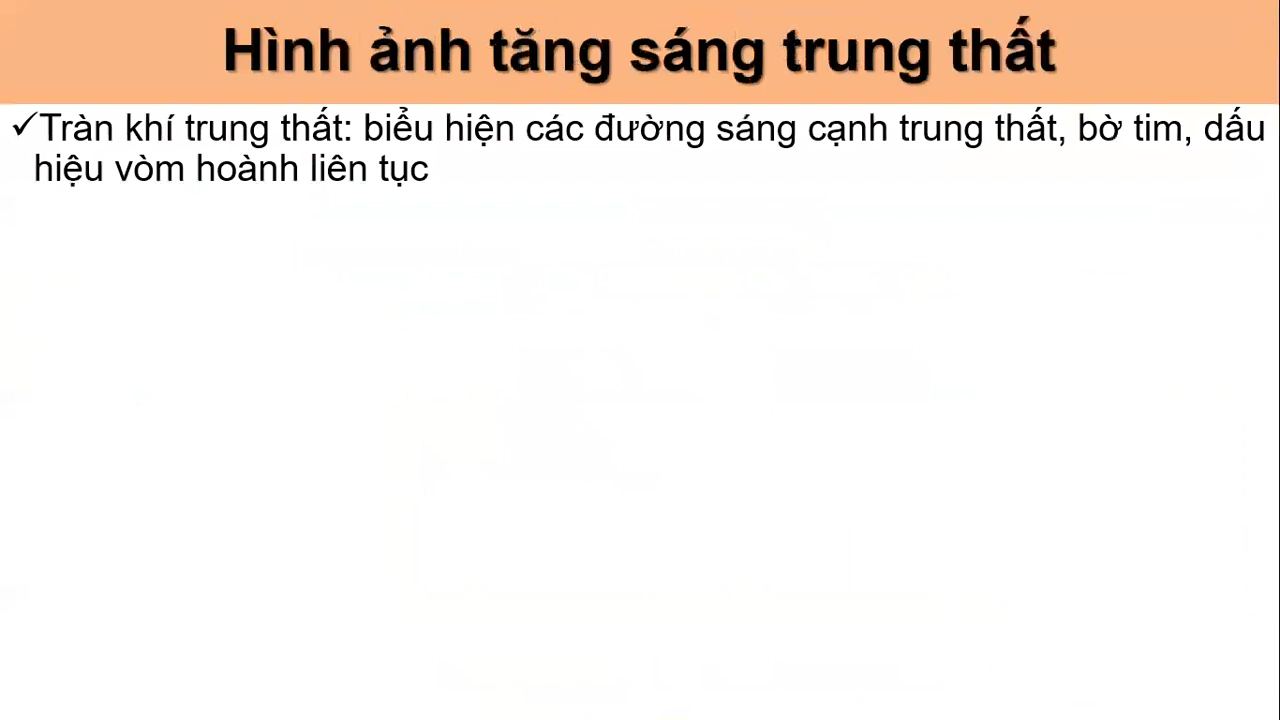 Hình ảnh tăng sáng trung thất
✓Tràn khí trung thất: biểu hiện các đường sáng cạnh trung thất, bờ tim, dấu
hiệu vòm hoành liên tục